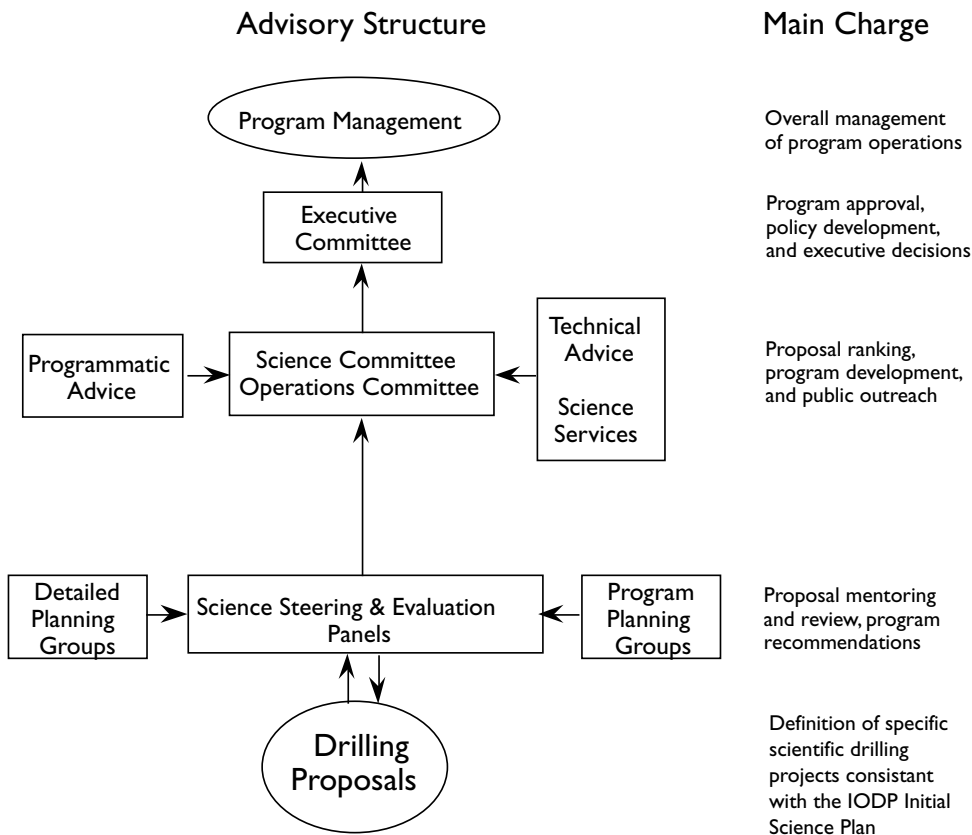 Advisory Structure
Main Charge
Program Management
Overall management
of program operations
Executive
Committee
Program approval,
policy development,
and executive decisions
Programmatic
Advice
Science Committee
Operations Committee
Technical
Advice
Science
Services
Proposal ranking,
program development,
and public outreach
Detailed
Planning
Groups
Science Steering & Evaluation
Panels
Program
Planning
Groups
Proposal mentoring
and review, program
recommendations
Drilling
Proposals
Definition of specific
scientific drilling
projects consistant
with the IODP Initial
Science Plan